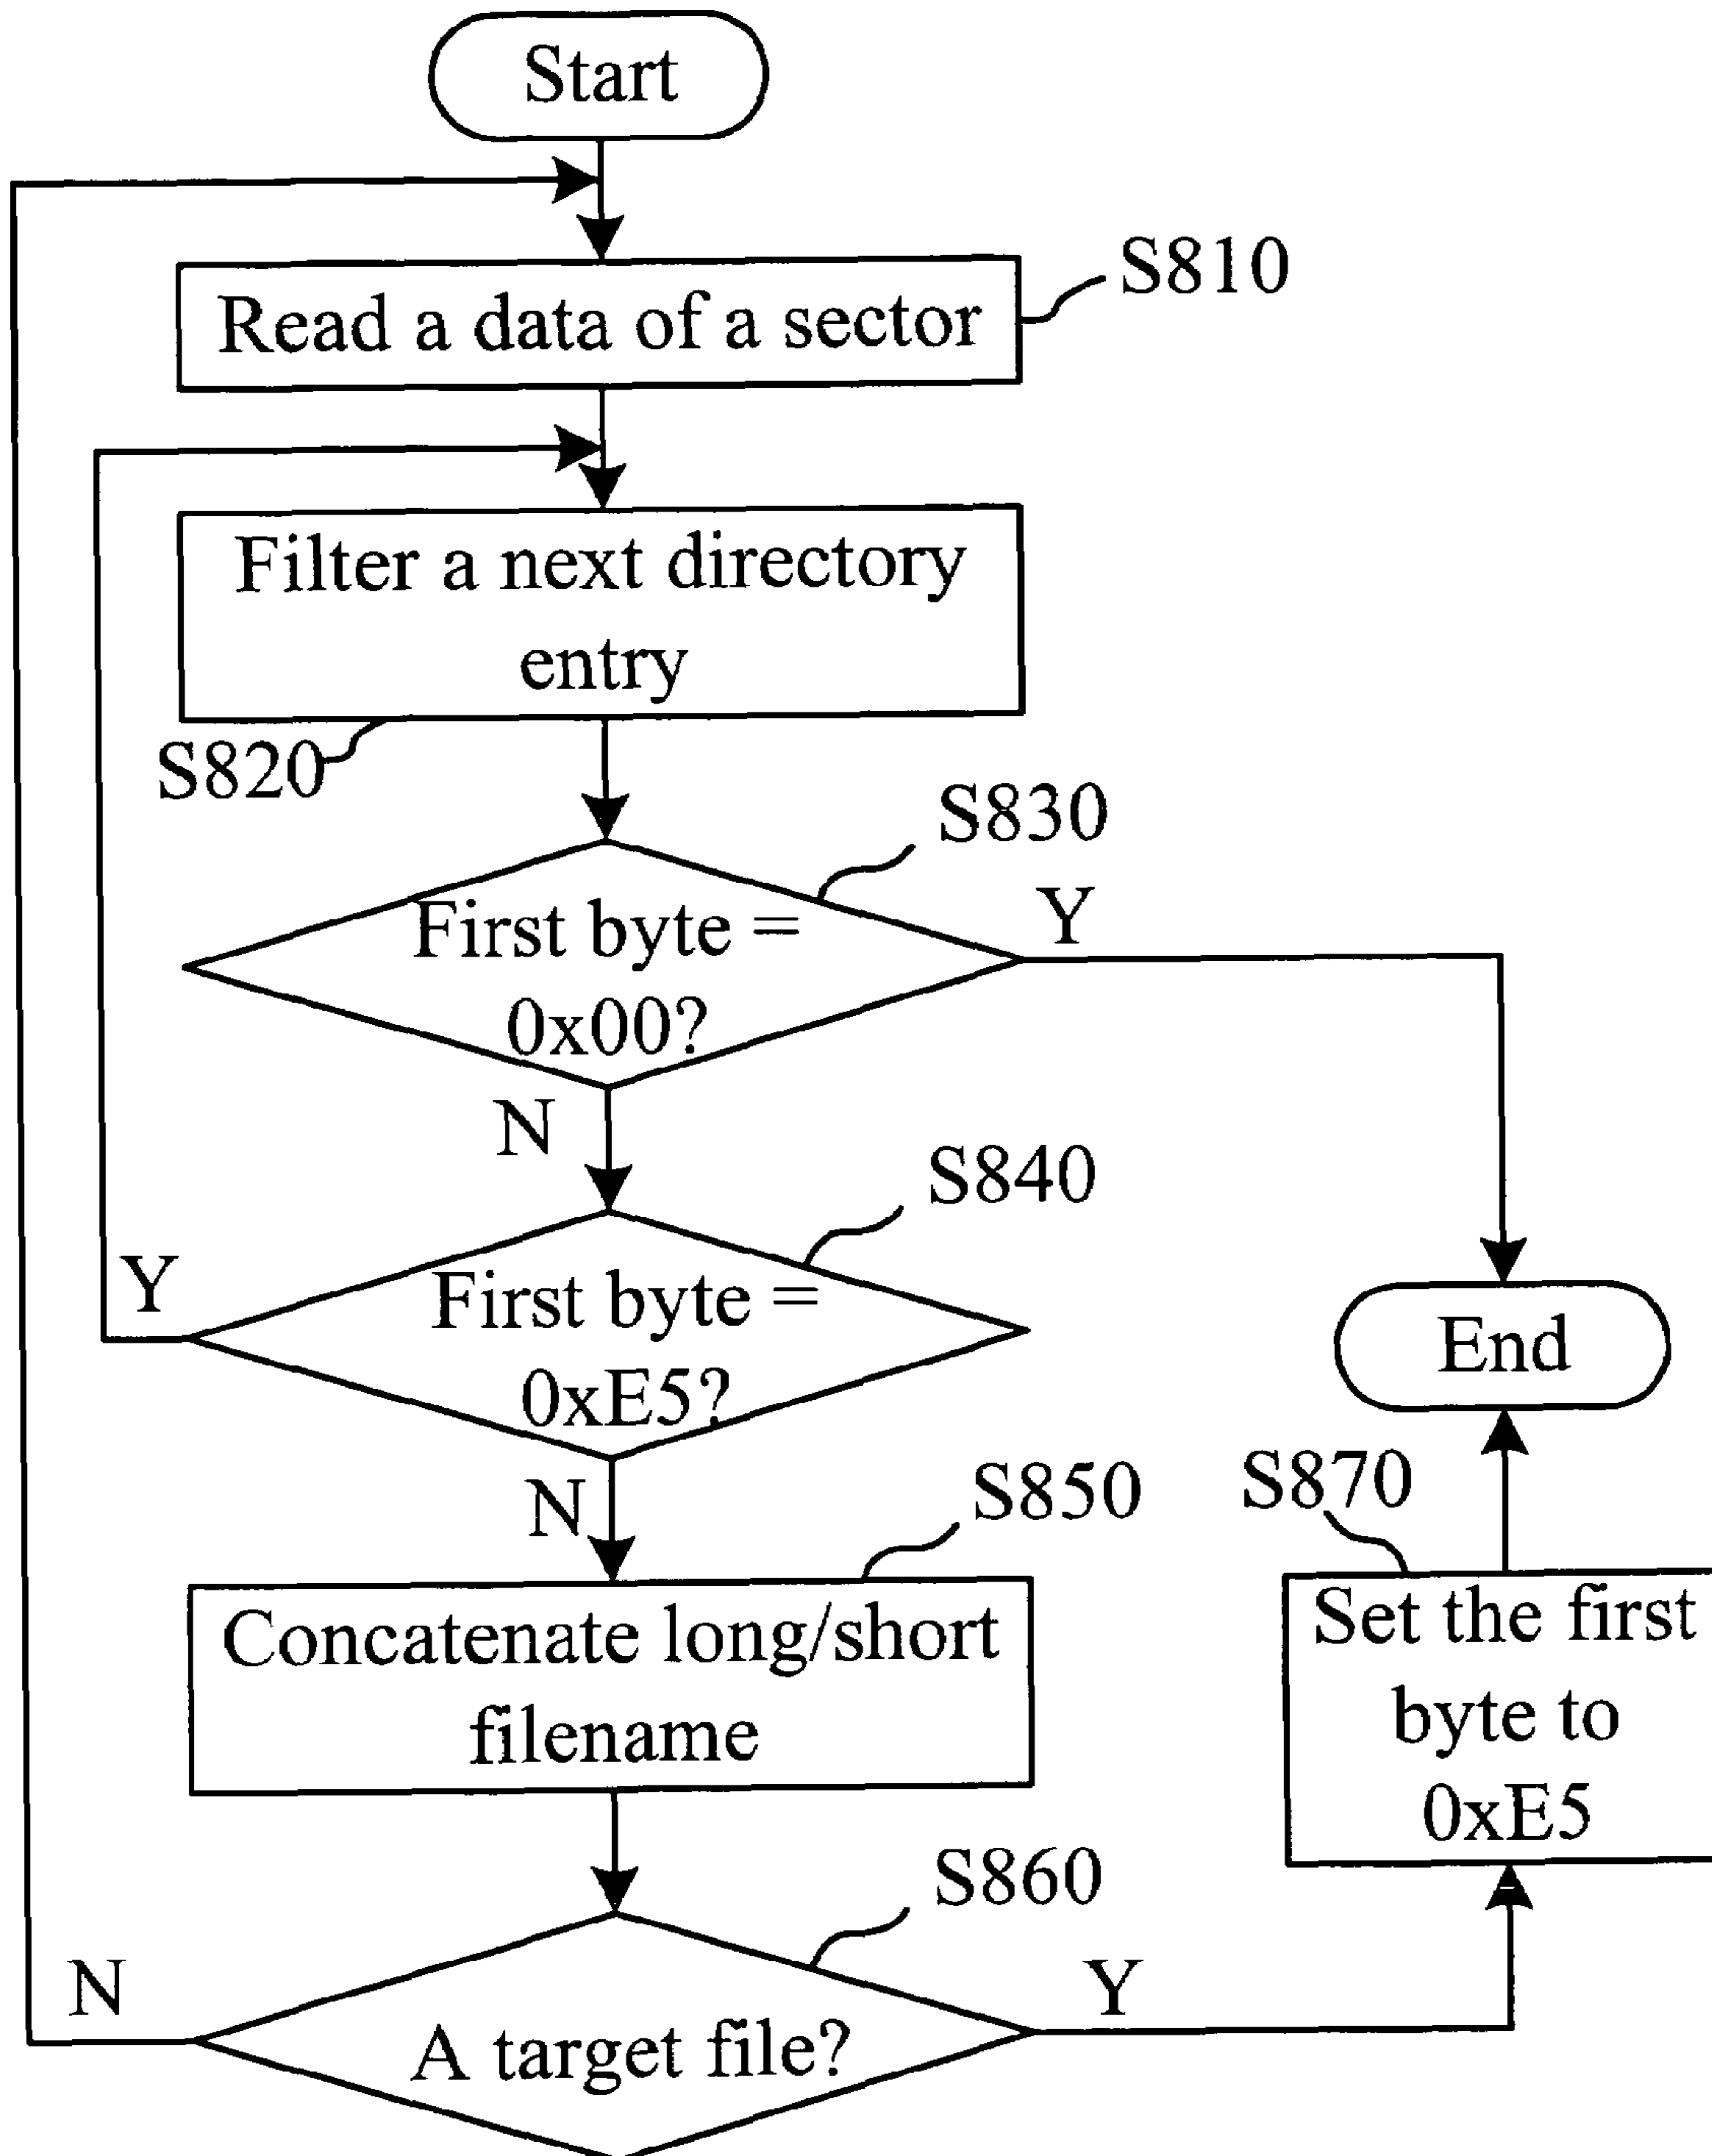 Start
S810
Read a data of a sector
Filter a next directory
entry
S820
S830
First byte =
0x00?
Y
N
S840
First byte =
0xE5?
Y
End
N
S850
S870
Concatenate long/short
filename
Set the first
byte to
0xE5
S860
A target file?
N
Y